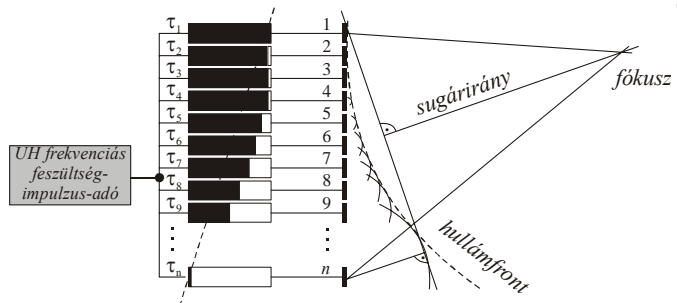 τ1 1
τ2 2
τ3 3
τ4 4
τ5 5
τ6 6
τ7 7
τ8 8
τ9 9
τn n
UH frekvenciás
feszültség-
impulzus-adó
sugárirány
fókusz
hullámfront